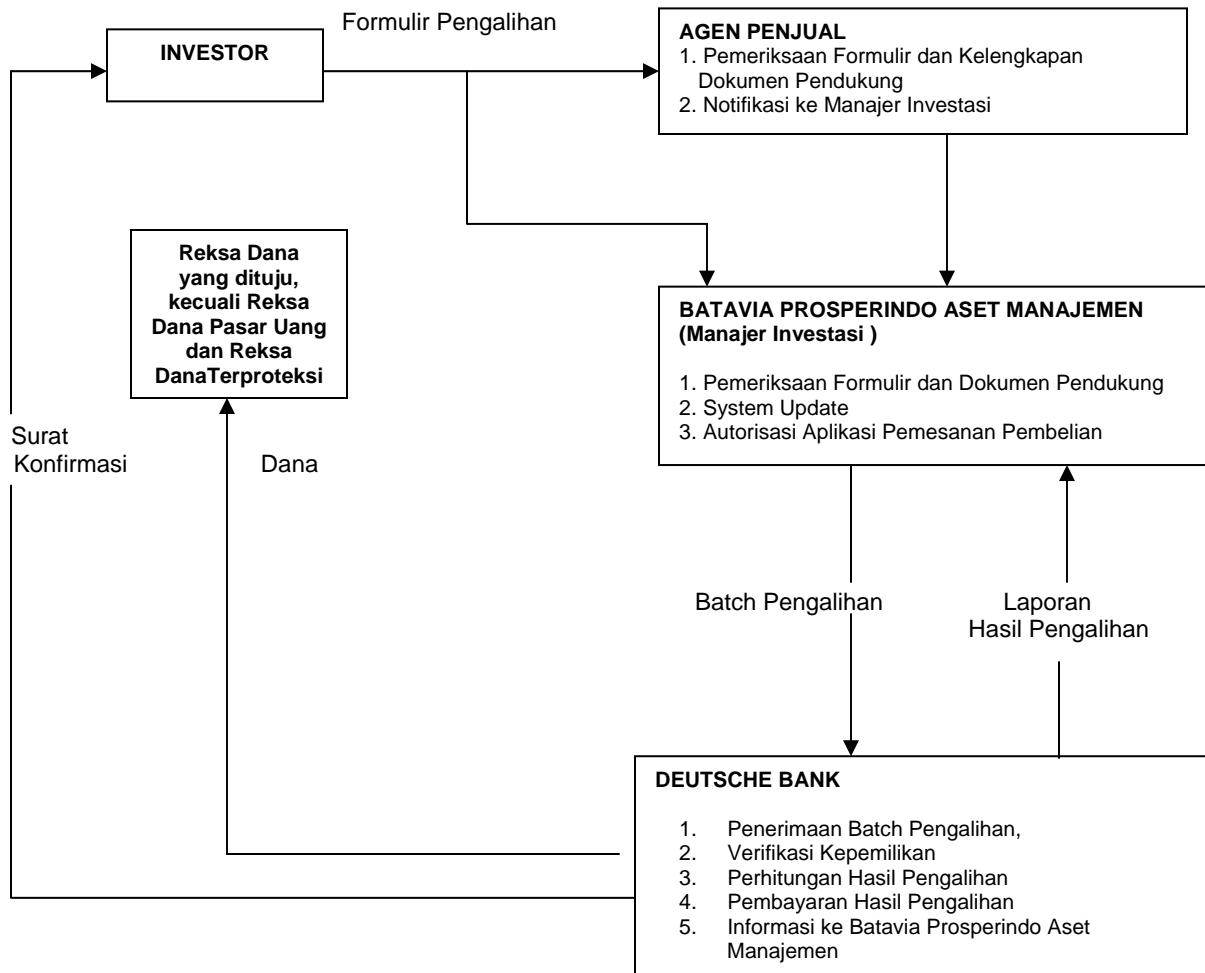 Formulir Pengalihan
INVESTOR
AGEN PENJUAL
1. Pemeriksaan Formulir dan Kelengkapan
Dokumen Pendukung
2. Notifikasi ke Manajer Investasi
Reksa Dana
yang dituju,
kecuali Reksa
Dana Pasar Uang
dan Reksa
DanaTerproteksi
BATAVIA PROSPERINDO ASET MANAJEMEN
(Manajer Investasi )
1. Pemeriksaan Formulir dan Dokumen Pendukung
2. System Update
3. Autorisasi Aplikasi Pemesanan Pembelian
Surat
Konfirmasi
Dana
Batch Pengalihan
Laporan
Hasil Pengalihan
DEUTSCHE BANK
1. Penerimaan Batch Pengalihan,
2. Verifikasi Kepemilikan
3. Perhitungan Hasil Pengalihan
4. Pembayaran Hasil Pengalihan
5. Informasi ke Batavia Prosperindo Aset
Manajemen